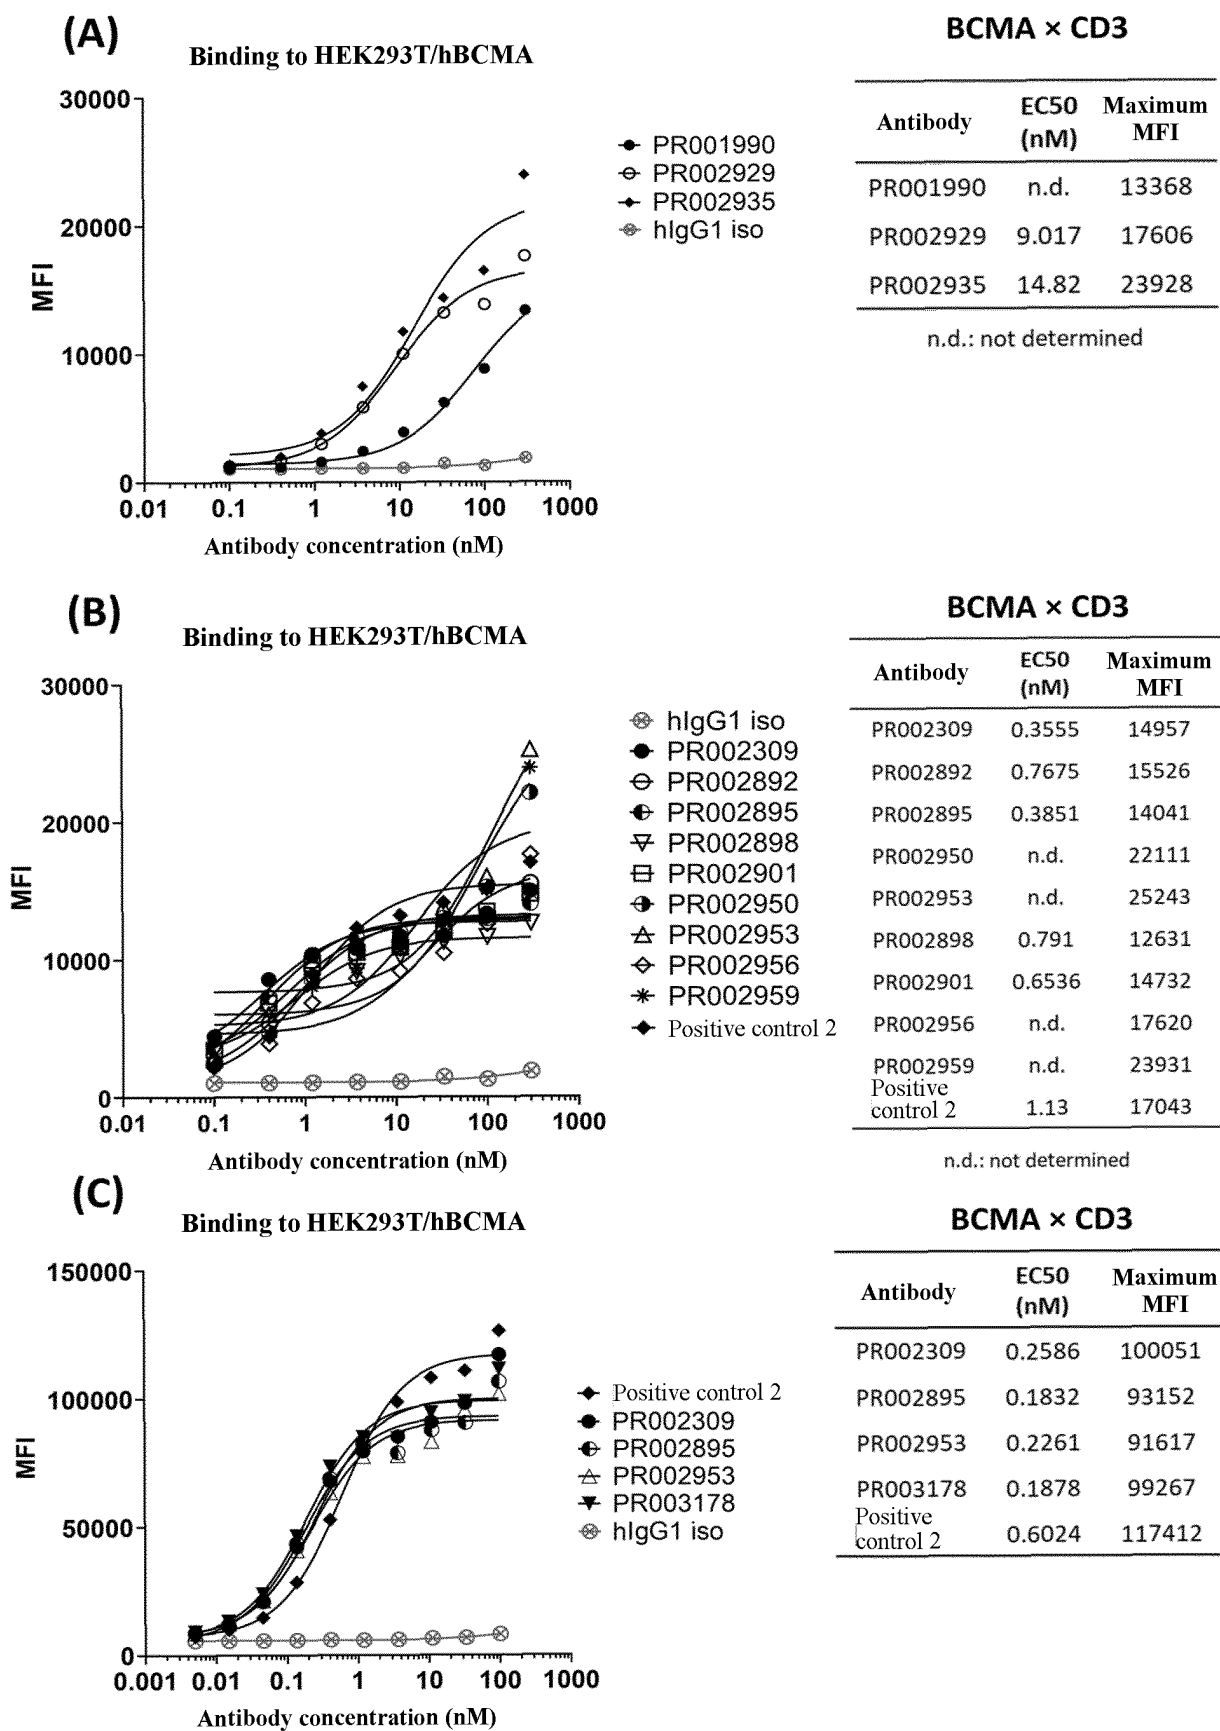 (A)
Binding to HEK293T/hBCMA
30000
20000
10000
0
MFI
0.01 0.1 1 10 100 1000
Antibody concentration (nM)
PR001990
PR002929
PR002935
hIgG1 iso
BCMA × CD3
Antibody EC50 (nM) Maximum MFI
PR001990 n.d. 13368
PR002929 9.017 17606
PR002935 14.82 23928
n.d.: not determined
(B)
Binding to HEK293T/hBCMA
30000
20000
10000
0
MFI
0.01 0.1 1 10 100 1000
Antibody concentration (nM)
hIgG1 iso
PR002309
PR002892
PR002895
PR002898
PR002901
PR002950
PR002953
PR002956
PR002959
Positive control 2
BCMA × CD3
Antibody EC50 (nM) Maximum MFI
PR002309 0.3555 14957
PR002892 0.7675 15526
PR002895 0.3851 14041
PR002950 n.d. 22111
PR002953 n.d. 25243
PR002898 0.791 12631
PR002901 0.6536 14732
PR002956 n.d. 17620
PR002959 n.d. 23931
Positive control 2 1.13 17043
n.d.: not determined
(C)
Binding to HEK293T/hBCMA
150000
100000
50000
0
MFI
0.001 0.01 0.1 1 10 100 1000
Antibody concentration (nM)
Positive control 2
PR002309
PR002895
PR002953
PR003178
hIgG1 iso
BCMA × CD3
Antibody EC50 (nM) Maximum MFI
PR002309 0.2586 100051
PR002895 0.1832 93152
PR002953 0.2261 91617
PR003178 0.1878 99267
Positive control 2 0.6024 117412